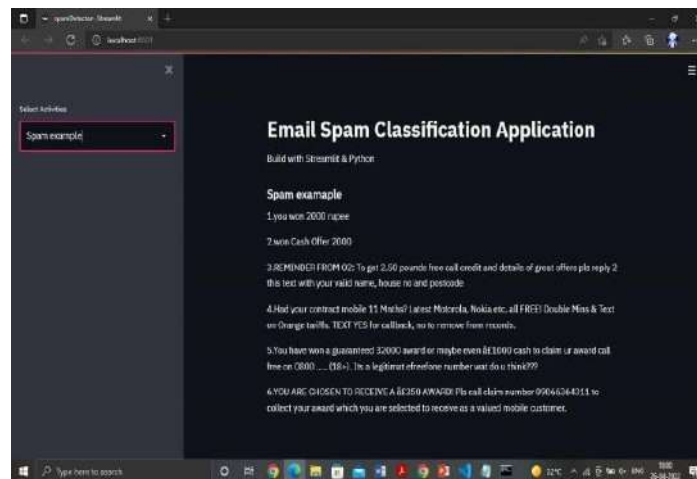 spamDetector · Streamlit
localhost:8501
Select Activities
Spam example
Email Spam Classification Application
Build with Streamlit & Python
Spam examaple
1.you won 2000 rupee
2.won Cash Offer 2000
3.REMINDER FROM O2: To get 2.50 pounds free call credit and details of great offers pls reply 2
this text with your valid name, house no and postcode
4.Had your contract mobile 11 Mnths? Latest Motorola, Nokia etc. all FREE! Double Mins & Text
on Orange tariffs. TEXT YES for callback, no to remove from records.
5.You have won a guaranteed 32000 award or maybe even â£1000 cash to claim ur award call
free on 0800 ..... (18+). Its a legitimat efreefone number wat do u think???
6.YOU ARE CHOSEN TO RECEIVE A â£350 AWARD! Pls call claim number 09066364311 to
collect your award which you are selected to receive as a valued mobile customer.
Type here to search
32°C
ENG